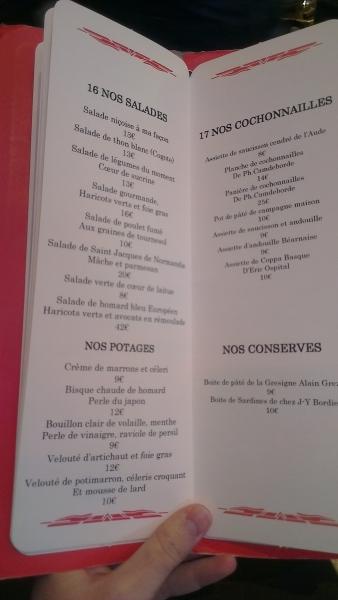 16 NOS SALADES
Salade niçoise à ma façon
13€
Salade de thon blanc (Cogata)
13€
Salade de légumes du moment
Cœur de sucrine
13€
Salade gourmande,
Haricots verts et foie gras
16€
Salade de poulet fumé
Aux graines de tournesol
10€
Salade de Saint Jacques de Normandie
Mâche et parmesan
20€
Salade verte de cœur de laitue
8€
Salade de homard bleu Européen
Haricots verts et avocats en rémoulade
42€
NOS POTAGES
Crème de marrons et céleri
9€
Bisque chaude de homard
Perle du japon
12€
Bouillon clair de volaille, menthe
Perle de vinaigre, raviole de persil
9€
Velouté d'artichaut et foie gras
12€
Velouté de potimarron, céleris croquant
Et mousse de lard
10€
17 NOS COCHONNAILLES
Assiette de saucisson cendré de l'Aude
8€
Planche de cochonnailles
De Ph.Camdeborde
14€
Panière de cochonnailles
De Ph.Camdeborde
25€
Pot de pâté de campagne maison
10€
Assiette de saucisson et andouille
9€
Assiette d'andouille Béarnaise
9€
Assiette de Coppa Basque
D'Eric Ospital
10€
NOS CONSERVES
Boite de pâté de la Gresigne Alain Grez
9€
Boite de Sardines de chez J-Y Bordie
10€